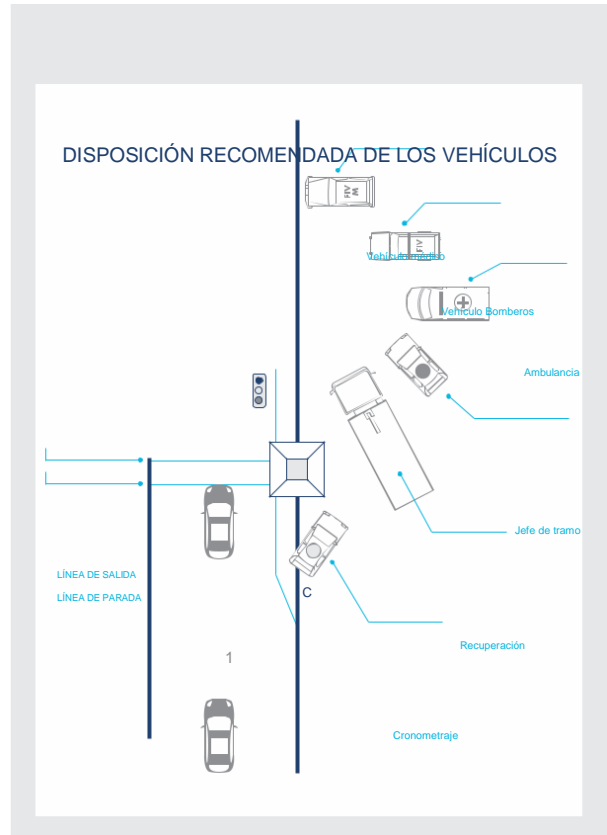 DISPOSICIÓN RECOMENDADA DE LOS VEHÍCULOS
FIV
M
FIV
Vehículo médico
Vehículo Bomberos
Ambulancia
Jefe de tramo
LÍNEA DE SALIDA
C
LÍNEA DE PARADA
Recuperación
1
Cronometraje